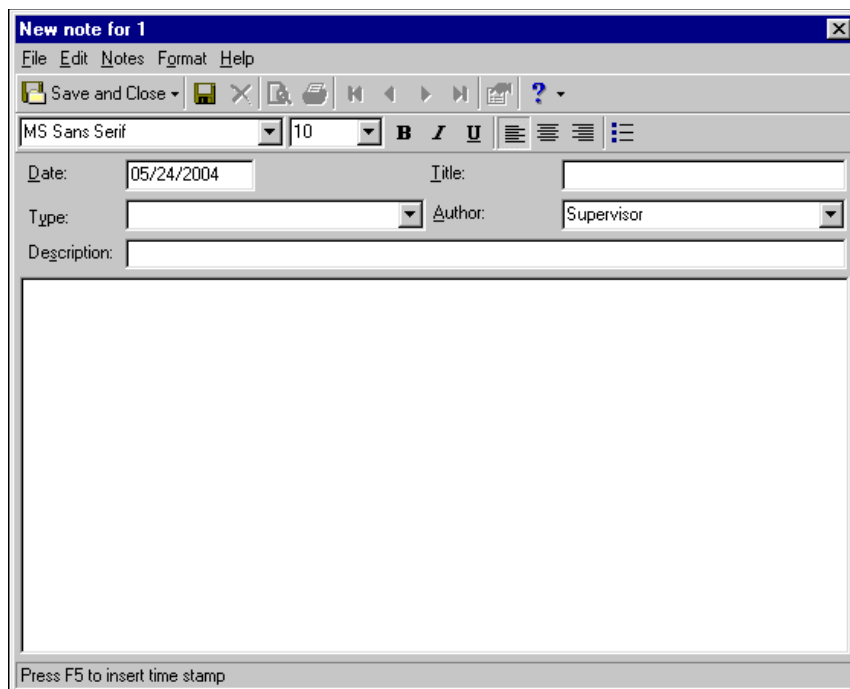 New note for 1
File Edit Notes Format Help
Save and Close
MS Sans Serif 10 B I U
Date: 05/24/2004 Title:
Type: Author: Supervisor
Description:
Press F5 to insert time stamp